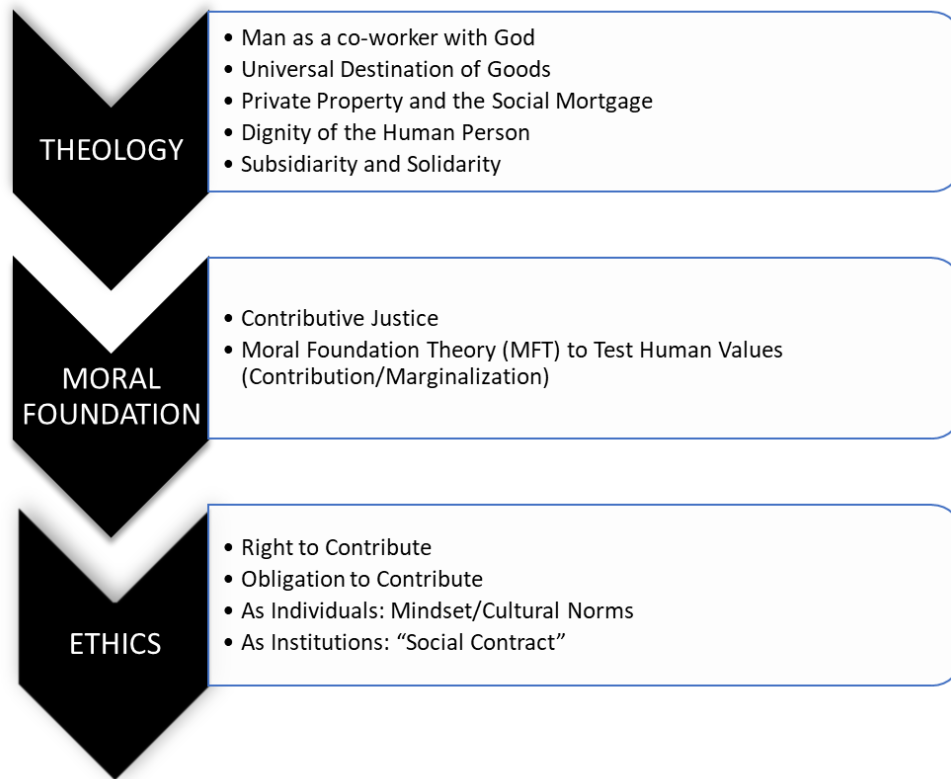 THEOLOGY
• Man as a co-worker with God
• Universal Destination of Goods
• Private Property and the Social Mortgage
• Dignity of the Human Person
• Subsidiarity and Solidarity
MORAL
FOUNDATION
• Contributive Justice
• Moral Foundation Theory (MFT) to Test Human Values
(Contribution/Marginalization)
ETHICS
• Right to Contribute
• Obligation to Contribute
• As Individuals: Mindset/Cultural Norms
• As Institutions: “Social Contract”